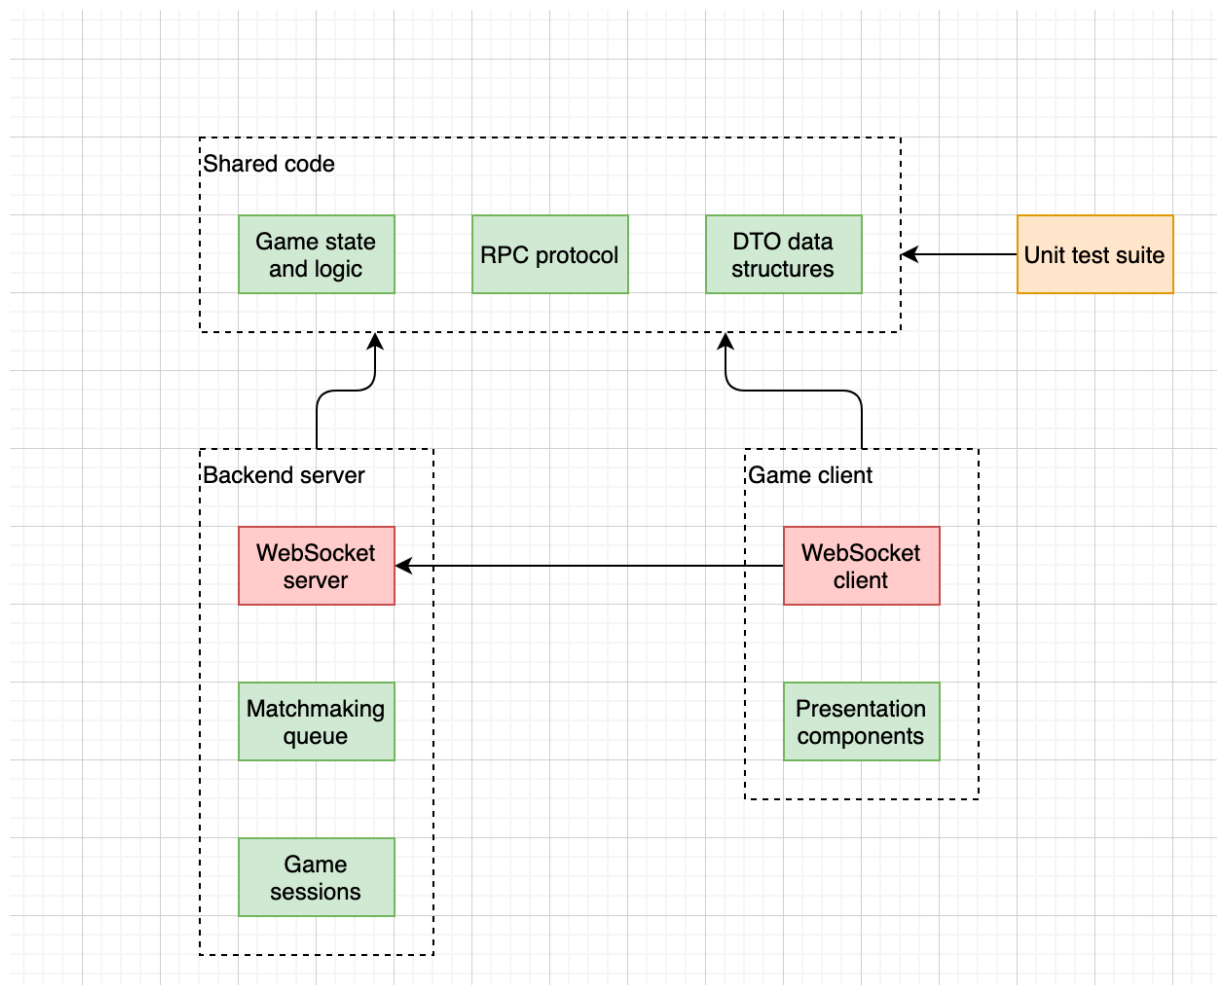 Shared code
Game state
and logic
RPC protocol
DTO data
structures
Unit test suite
Backend server
Game client
WebSocket
server
WebSocket
client
Matchmaking
queue
Presentation
components
Game
sessions